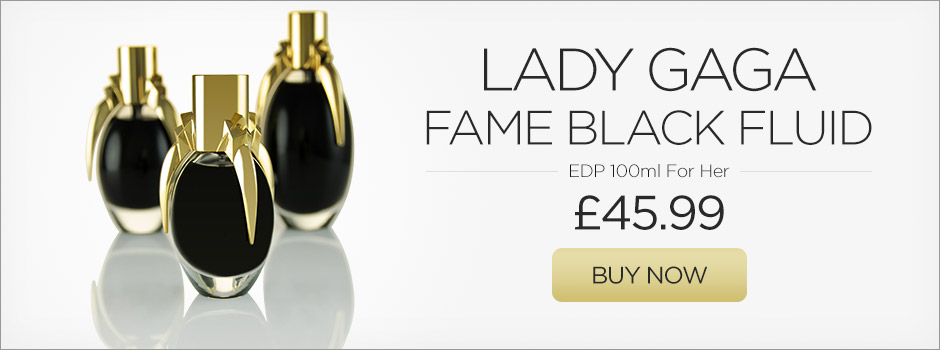 LADY GAGA
FAME BLACK FLUID
EDP 100ml For Her
£45.99
BUY NOW